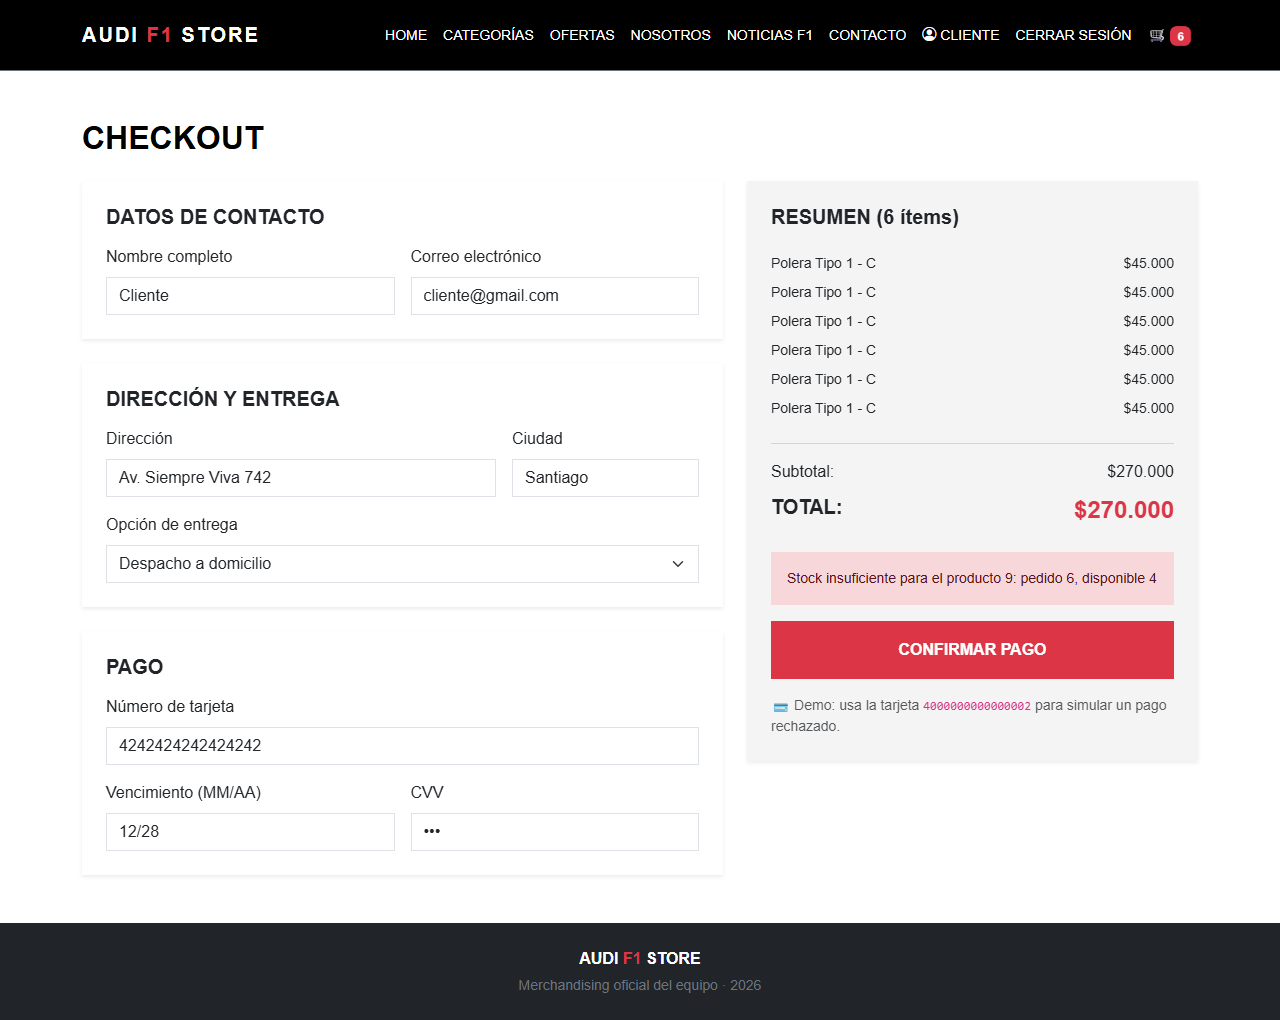 AUDI F1 STORE
HOME CATEGORÍAS OFERTAS NOSOTROS NOTICIAS F1 CONTACTO CLIENTE CERRAR SESIÓN 6
CHECKOUT
DATOS DE CONTACTO
Nombre completo Correo electrónico
Cliente cliente@gmail.com
DIRECCIÓN Y ENTREGA
Dirección Ciudad
Av. Siempre Viva 742 Santiago
Opción de entrega
Despacho a domicilio
PAGO
Número de tarjeta
4242424242424242
Vencimiento (MM/AA) CVV
12/28 •••
RESUMEN (6 ítems)
Polera Tipo 1 - C $45.000
Polera Tipo 1 - C $45.000
Polera Tipo 1 - C $45.000
Polera Tipo 1 - C $45.000
Polera Tipo 1 - C $45.000
Polera Tipo 1 - C $45.000
Subtotal: $270.000
TOTAL: $270.000
Stock insuficiente para el producto 9: pedido 6, disponible 4
CONFIRMAR PAGO
Demo: usa la tarjeta 4000000000000002 para simular un pago
rechazado.
AUDI F1 STORE
Merchandising oficial del equipo · 2026